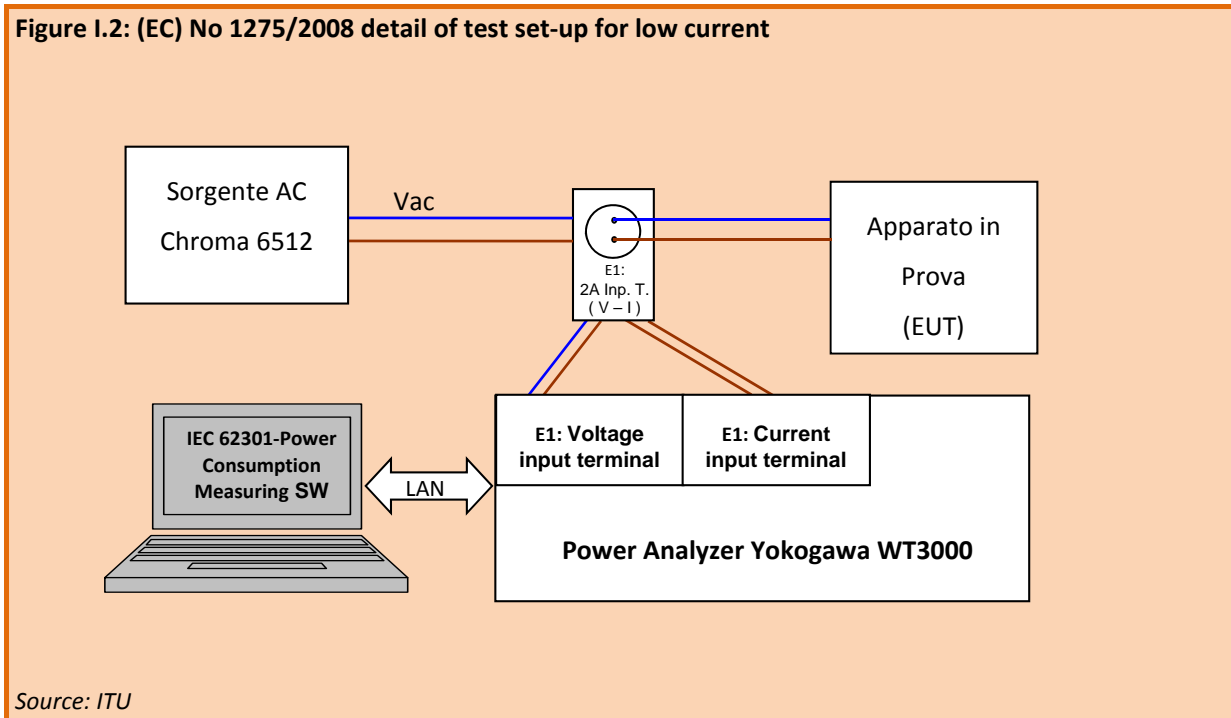 Figure I.2: (EC) No 1275/2008 detail of test set-up for low current
Sorgente AC
Chroma 6512
Vac
E1:
2A Inp. T.
( V – I )
Apparato in
Prova
(EUT)
IEC 62301-Power
Consumption
Measuring SW
LAN
E1: Voltage
input terminal
E1: Current
input terminal
Power Analyzer Yokogawa WT3000
Source: ITU